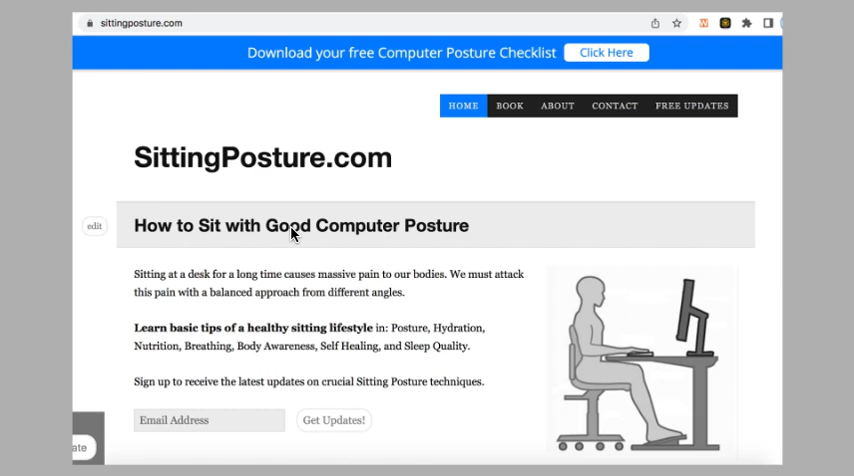 sittingposture.com
Download your free Computer Posture Checklist Click Here
HOME BOOK ABOUT CONTACT FREE UPDATES
SittingPosture.com
edit
How to Sit with Good Computer Posture
Sitting at a desk for a long time causes massive pain to our bodies. We must attack
this pain with a balanced approach from different angles.
Learn basic tips of a healthy sitting lifestyle in: Posture, Hydration,
Nutrition, Breathing, Body Awareness, Self Healing, and Sleep Quality.
Sign up to receive the latest updates on crucial Sitting Posture techniques.
Email Address Get Updates!
ate